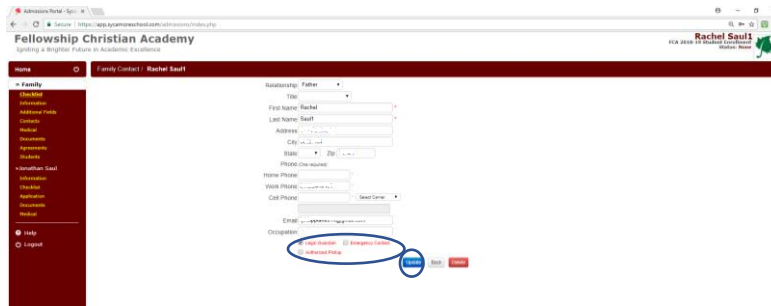 Admissions Portal - Syc
Secure | https://app.sycamoreschool.com/admissions/index.php
Fellowship Christian Academy
Igniting a Brighter Future in Academic Excellence
Rachel Saul1
FCA 2018-19 Student Enrollment
Status: None
Home
Family Contact / Rachel Saul1
Family
Checklist
Information
Additional Fields
Contacts
Medical
Documents
Agreements
Students
Jonathan Saul
Information
Checklist
Application
Documents
Medical
Help
Logout
Relationship Father
Title
First Name Rachel *
Last Name Saul1 *
Address
City
State Zip
Phone (One required)
Home Phone
Work Phone
Cell Phone Select Carrier
Email
Occupation
Legal Guardian Emergency Contact
Authorized Pickup
Update Back Delete